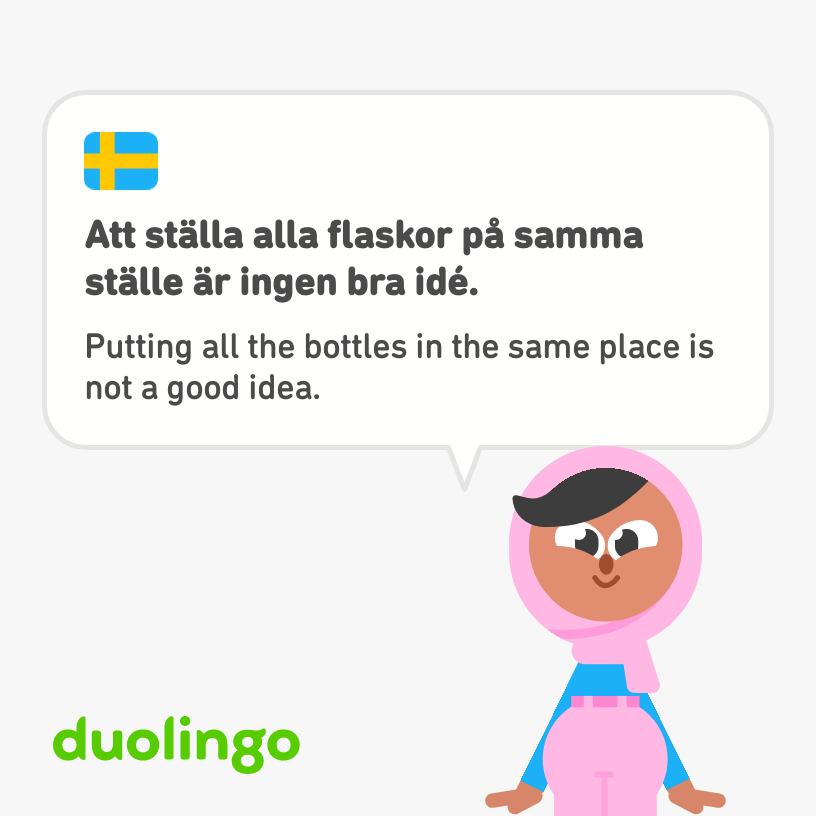 Att ställa alla flaskor på samma
ställe är ingen bra idé.
Putting all the bottles in the same place is
not a good idea.
duolingo